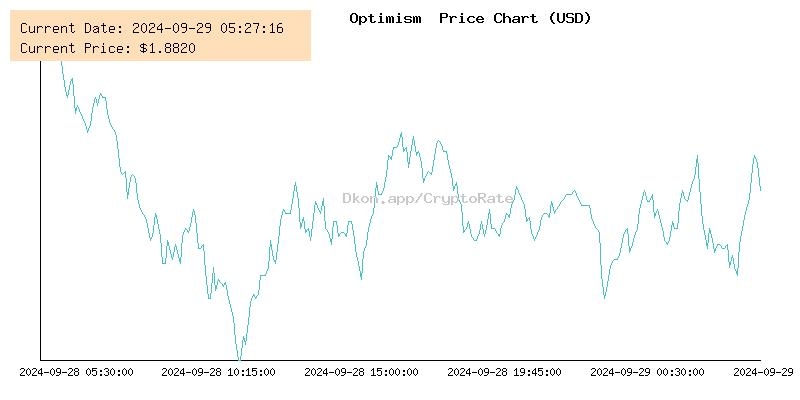 Optimism  Price Chart (USD)
Current Date: 2024-09-29 05:27:16
Current Price: $1.8820
Dkon.app/CryptoRate
2024-09-28 05:30:00 2024-09-28 10:15:00 2024-09-28 15:00:00 2024-09-28 19:45:00 2024-09-29 00:30:00 2024-09-29